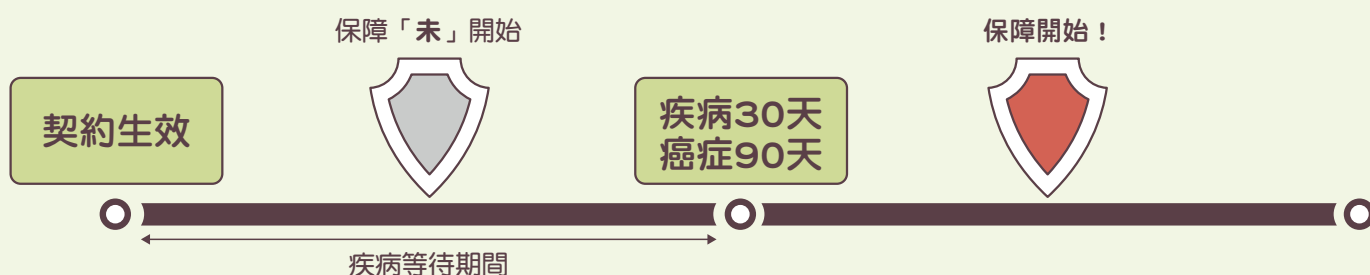 保障「未」開始
保障開始！
契約生效
疾病30天
癌症90天
疾病等待期間